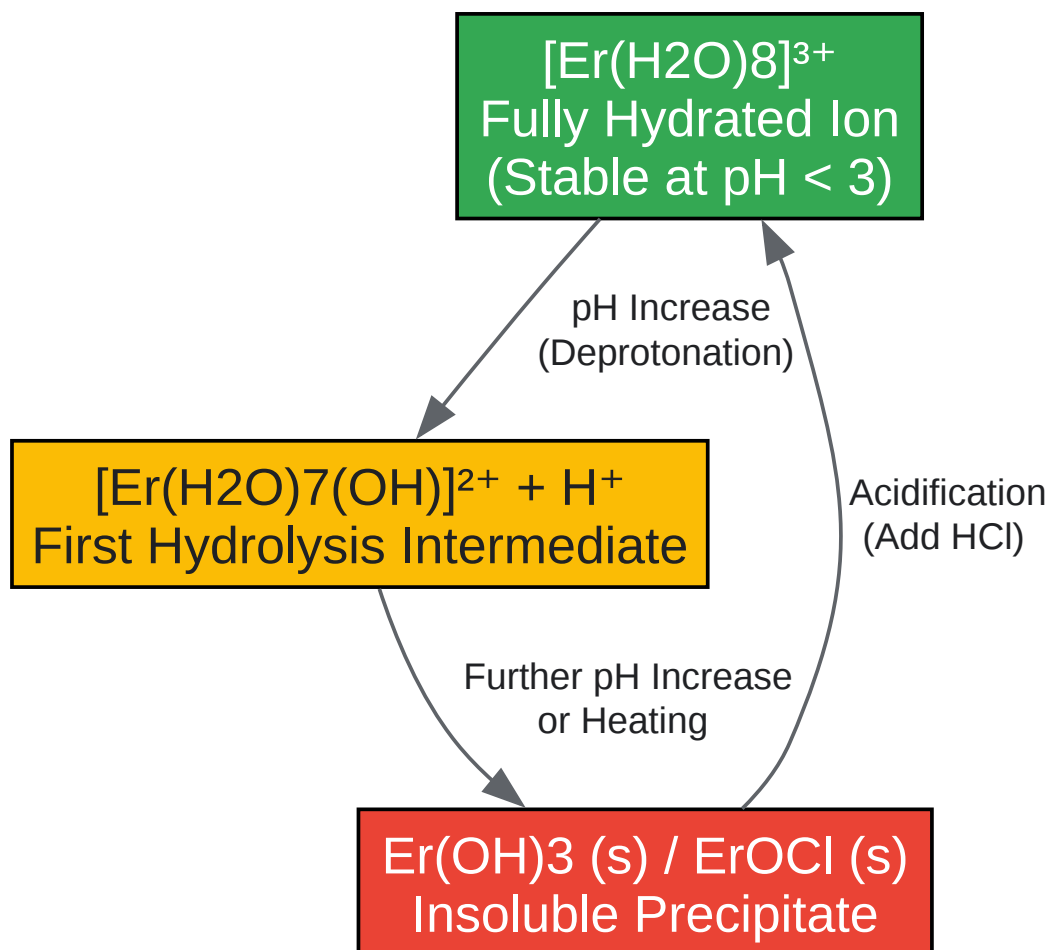 [Er(H2O)8]³⁺
Fully Hydrated Ion
(Stable at pH < 3)
pH Increase
(Deprotonation)
[Er(H2O)7(OH)]²⁺ + H⁺
First Hydrolysis Intermediate
Acidification
(Add HCl)
Further pH Increase
or Heating
Er(OH)3 (s) / ErOCl (s)
Insoluble Precipitate